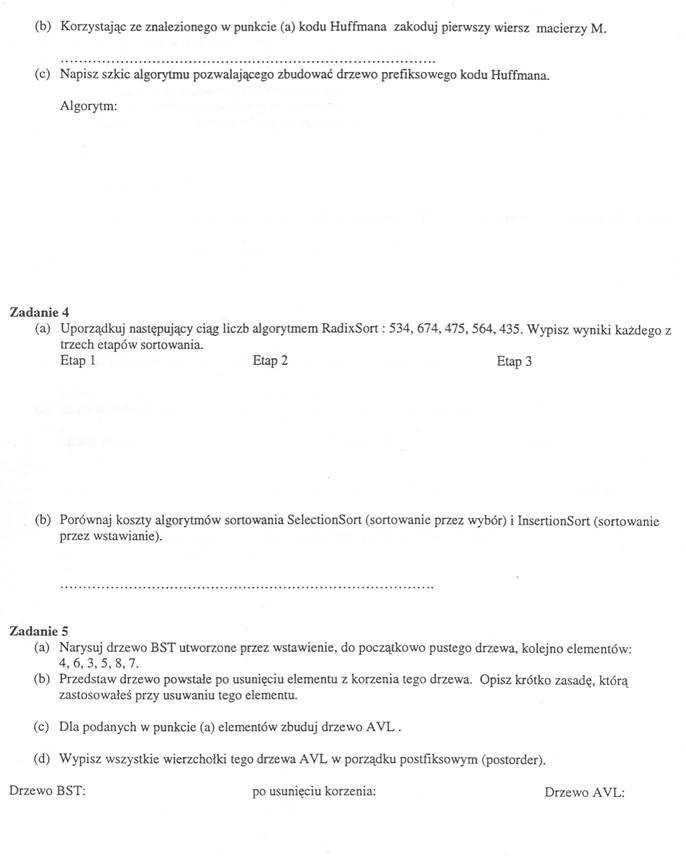 (b) Korzystając ze znalezionego w punkcie (a) kodu Huffmana zakoduj pierwszy wiersz macierzy M.
................................................................................
(c) Napisz szkic algorytmu pozwalającego zbudować drzewo prefiksowego kodu Huffmana.
Algorytm:
Zadanie 4
(a) Uporządkuj następujący ciąg liczb algorytmem RadixSort : 534, 674, 475, 564, 435. Wypisz wyniki każdego z
trzech etapów sortowania.
Etap 1 Etap 2 Etap 3
(b) Porównaj koszty algorytmów sortowania SelectionSort (sortowanie przez wybór) i InsertionSort (sortowanie
przez wstawianie).
................................................................................
Zadanie 5
(a) Narysuj drzewo BST utworzone przez wstawienie, do początkowo pustego drzewa, kolejno elementów:
4, 6, 3, 5, 8, 7.
(b) Przedstaw drzewo powstałe po usunięciu elementu z korzenia tego drzewa. Opisz krótko zasadę, którą
zastosowałeś przy usuwaniu tego elementu.
(c) Dla podanych w punkcie (a) elementów zbuduj drzewo AVL .
(d) Wypisz wszystkie wierzchołki tego drzewa AVL w porządku postfiksowym (postorder).
Drzewo BST: po usunięciu korzenia: Drzewo AVL: